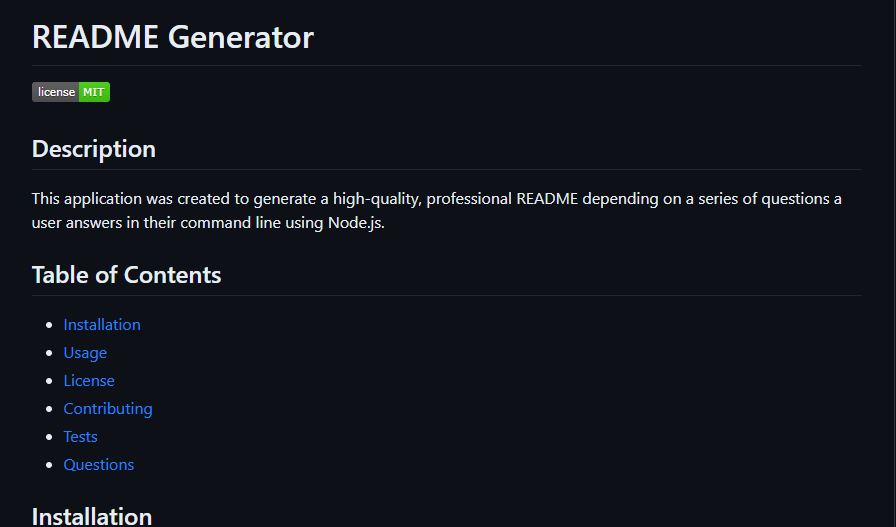 README Generator
license MIT
Description
This application was created to generate a high-quality, professional README depending on a series of questions a
user answers in their command line using Node.js.
Table of Contents
Installation
Usage
License
Contributing
Tests
Questions
Installation